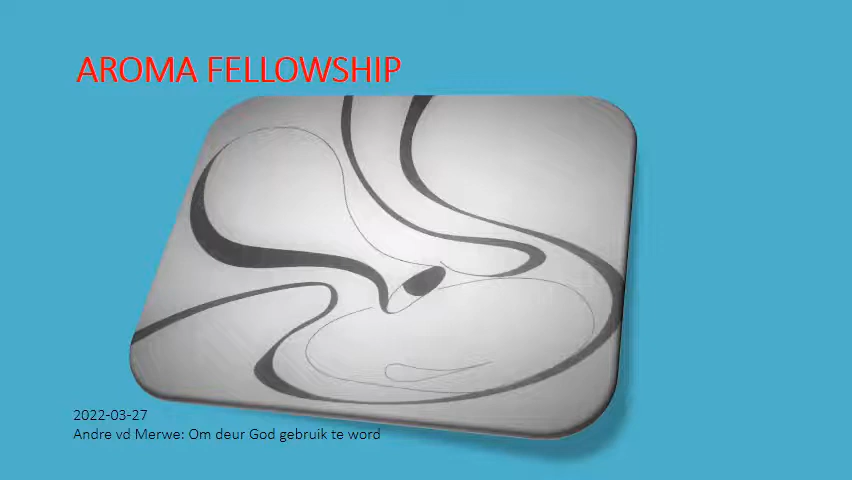 AROMA FELLOWSHIP
2022-03-27
Andre vd Merwe: Om deur God gebruik te word